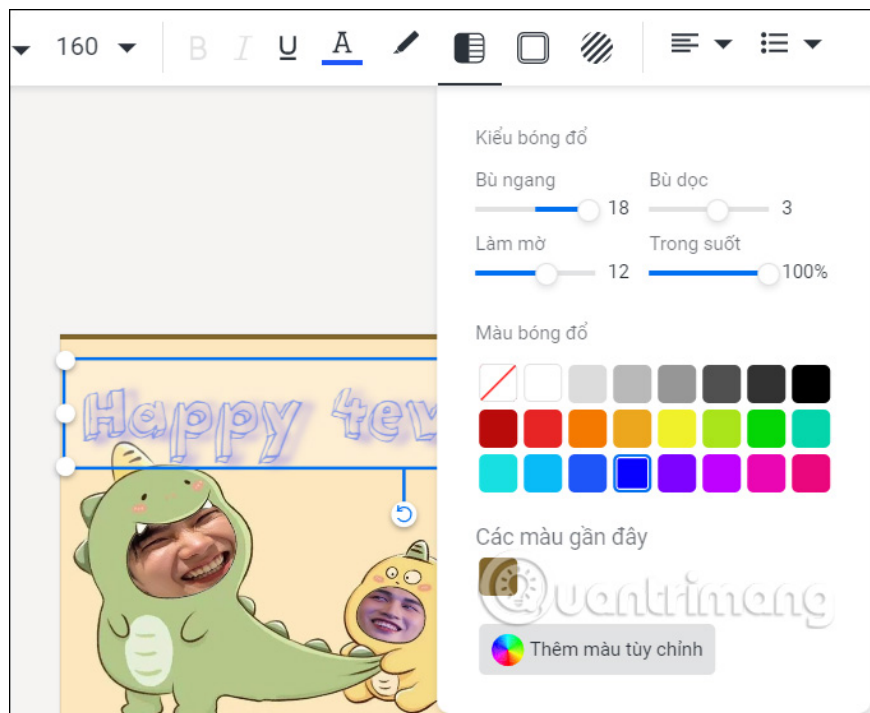 160 B I U A
Kiểu bóng đổ
Bù ngang Bù dọc
18 3
Làm mờ Trong suốt
12 100%
Màu bóng đổ
Happy 4ev
Các màu gần đây
Quantrimang
Thêm màu tùy chỉnh